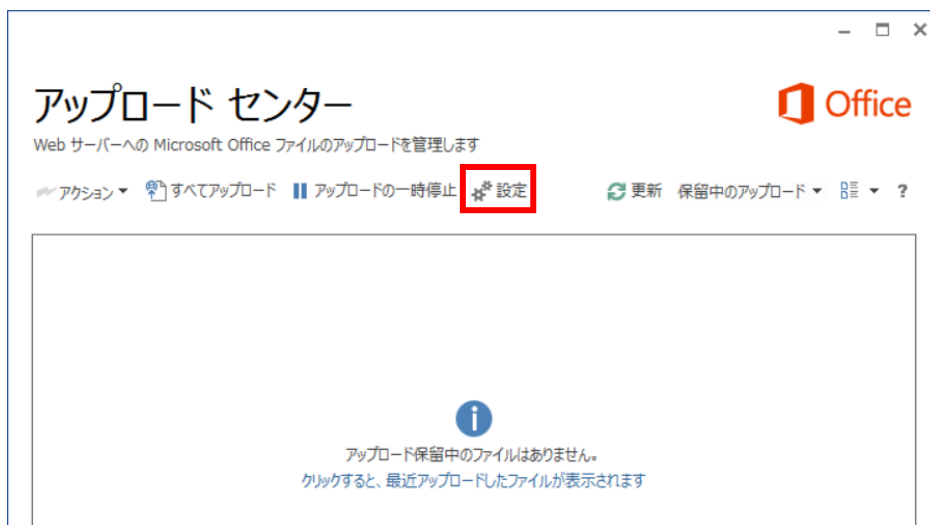 アップロード センター
Office
Web サーバーへの Microsoft Office ファイルのアップロードを管理します
アクション すべてアップロード アップロードの一時停止 設定 更新 保留中のアップロード ?
アップロード保留中のファイルはありません。
クリックすると、最近アップロードしたファイルが表示されます